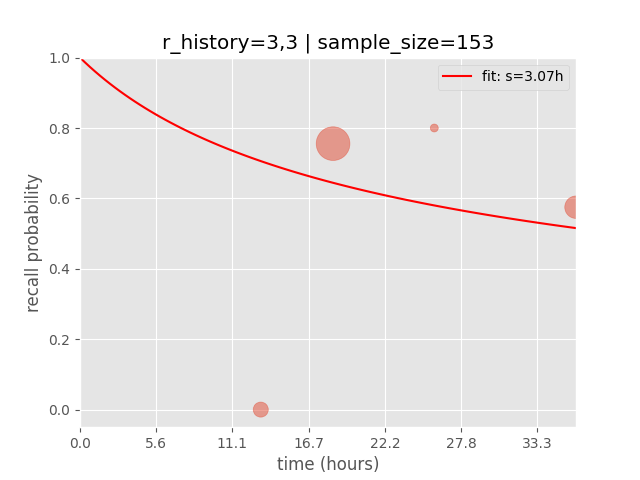 r_history=3,3 | sample_size=153
fit: s=3.07h
recall probability
1.0
0.8
0.6
0.4
0.2
0.0
0.0 5.6 11.1 16.7 22.2 27.8 33.3
time (hours)